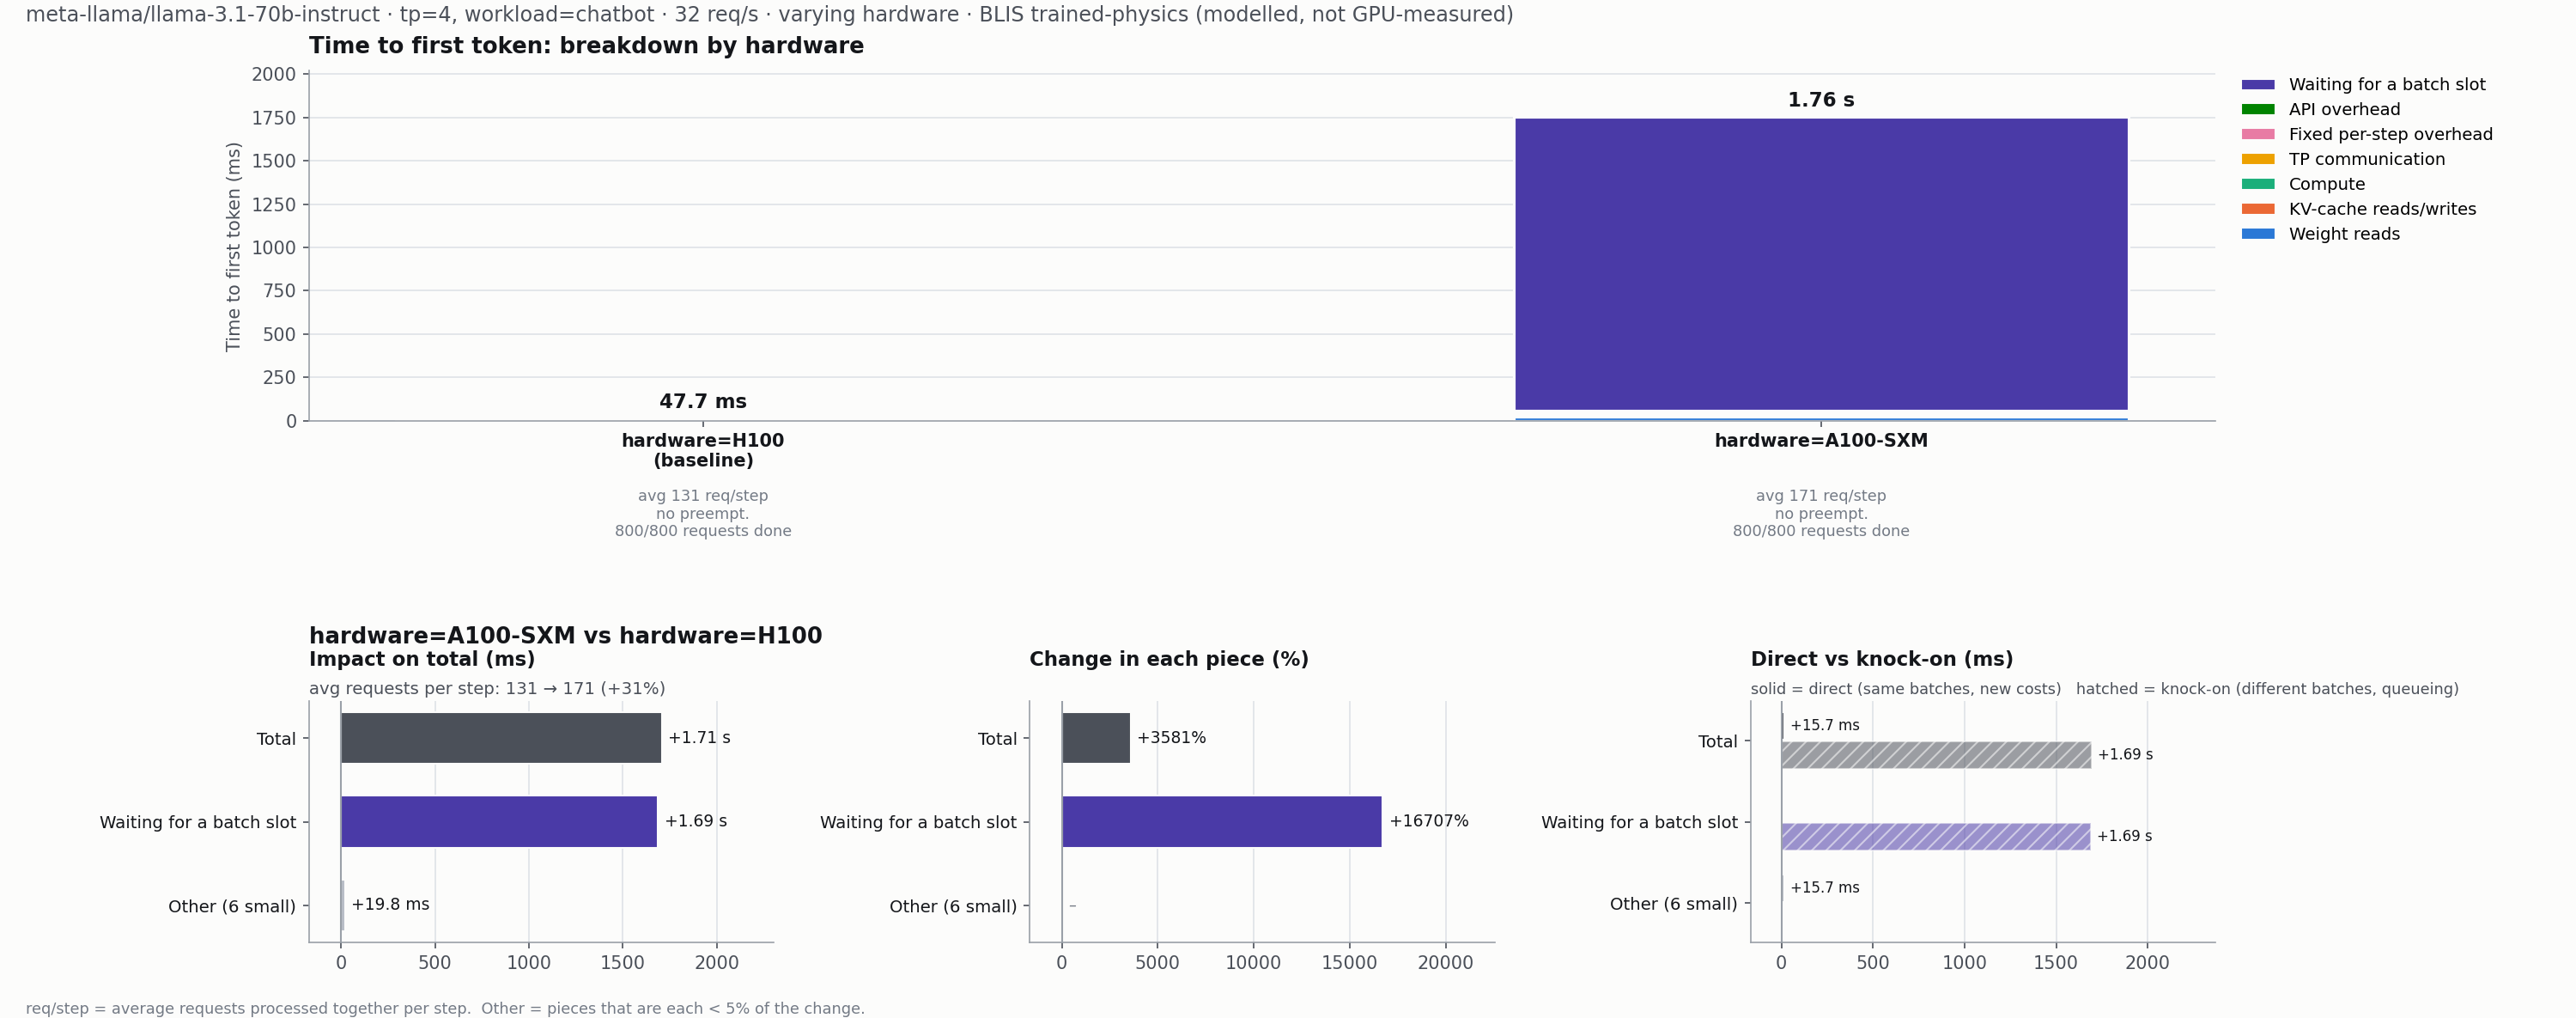 meta-llama/llama-3.1-70b-instruct · tp=4, workload=chatbot · 32 req/s · varying hardware · BLIS trained-physics (modelled, not GPU-measured)
Time to first token: breakdown by hardware
Time to first token (ms)
2000
1750
1500
1250
1000
750
500
250
0
47.7 ms
1.76 s
hardware=H100
(baseline)
avg 131 req/step
no preempt.
800/800 requests done
hardware=A100-SXM
avg 171 req/step
no preempt.
800/800 requests done
Waiting for a batch slot
API overhead
Fixed per-step overhead
TP communication
Compute
KV-cache reads/writes
Weight reads
hardware=A100-SXM vs hardware=H100
Impact on total (ms)
avg requests per step: 131 → 171 (+31%)
Total
+1.71 s
Waiting for a batch slot
+1.69 s
Other (6 small)
+19.8 ms
0
500
1000
1500
2000
Change in each piece (%)
Total
+3581%
Waiting for a batch slot
+16707%
Other (6 small)
–
0
5000
10000
15000
20000
Direct vs knock-on (ms)
solid = direct (same batches, new costs)   hatched = knock-on (different batches, queueing)
Total
+15.7 ms
+1.69 s
Waiting for a batch slot
+1.69 s
Other (6 small)
+15.7 ms
0
500
1000
1500
2000
req/step = average requests processed together per step.  Other = pieces that are each < 5% of the change.